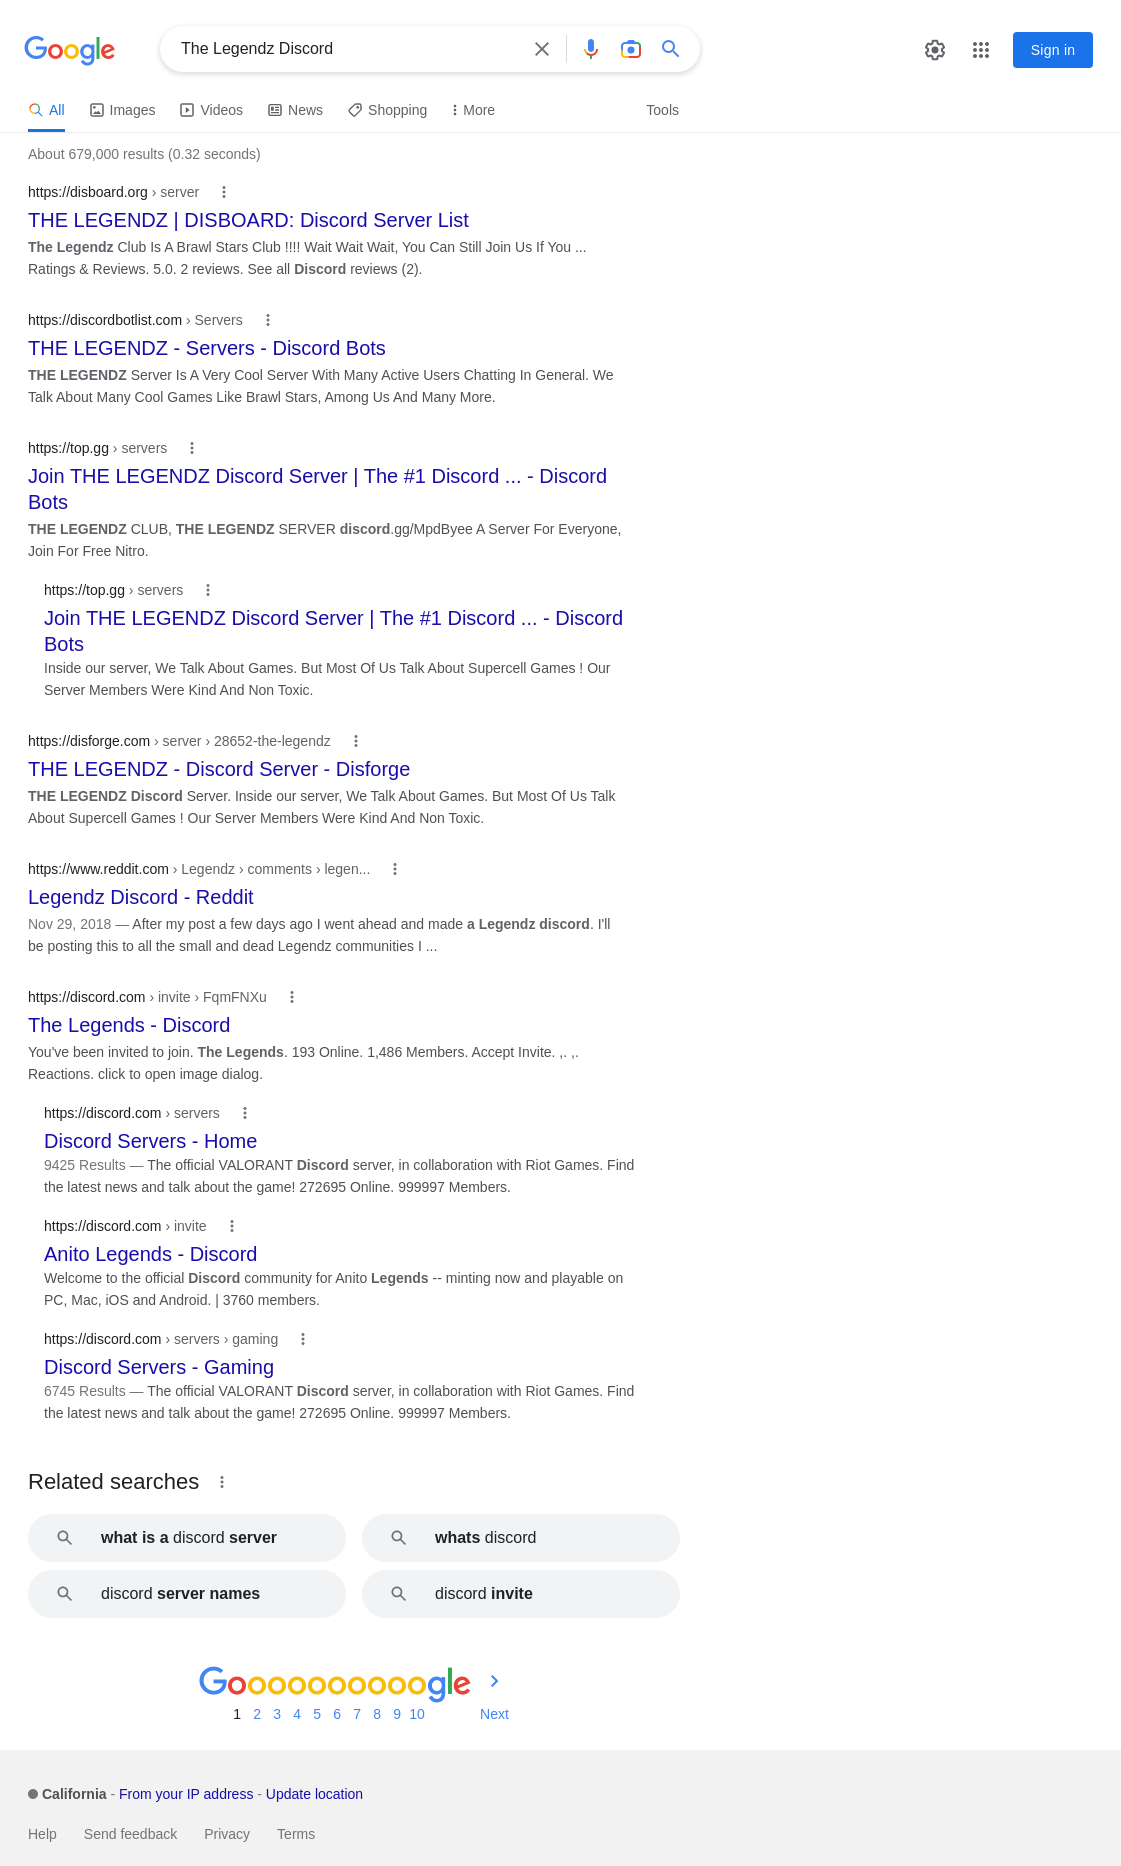 Google
The Legendz Discord
Sign in
All Images Videos News Shopping More Tools
About 679,000 results (0.32 seconds)
https://disboard.org › server
THE LEGENDZ | DISBOARD: Discord Server List
The Legendz Club Is A Brawl Stars Club !!!! Wait Wait Wait, You Can Still Join Us If You ...
Ratings & Reviews. 5.0. 2 reviews. See all Discord reviews (2).
https://discordbotlist.com › Servers
THE LEGENDZ - Servers - Discord Bots
THE LEGENDZ Server Is A Very Cool Server With Many Active Users Chatting In General. We
Talk About Many Cool Games Like Brawl Stars, Among Us And Many More.
https://top.gg › servers
Join THE LEGENDZ Discord Server | The #1 Discord ... - Discord
Bots
THE LEGENDZ CLUB, THE LEGENDZ SERVER discord.gg/MpdByee A Server For Everyone,
Join For Free Nitro.
https://top.gg › servers
Join THE LEGENDZ Discord Server | The #1 Discord ... - Discord
Bots
Inside our server, We Talk About Games. But Most Of Us Talk About Supercell Games ! Our
Server Members Were Kind And Non Toxic.
https://disforge.com › server › 28652-the-legendz
THE LEGENDZ - Discord Server - Disforge
THE LEGENDZ Discord Server. Inside our server, We Talk About Games. But Most Of Us Talk
About Supercell Games ! Our Server Members Were Kind And Non Toxic.
https://www.reddit.com › Legendz › comments › legen...
Legendz Discord - Reddit
Nov 29, 2018 — After my post a few days ago I went ahead and made a Legendz discord. I'll
be posting this to all the small and dead Legendz communities I ...
https://discord.com › invite › FqmFNXu
The Legends - Discord
You've been invited to join. The Legends. 193 Online. 1,486 Members. Accept Invite. ,. ,.
Reactions. click to open image dialog.
https://discord.com › servers
Discord Servers - Home
9425 Results — The official VALORANT Discord server, in collaboration with Riot Games. Find
the latest news and talk about the game! 272695 Online. 999997 Members.
https://discord.com › invite
Anito Legends - Discord
Welcome to the official Discord community for Anito Legends -- minting now and playable on
PC, Mac, iOS and Android. | 3760 members.
https://discord.com › servers › gaming
Discord Servers - Gaming
6745 Results — The official VALORANT Discord server, in collaboration with Riot Games. Find
the latest news and talk about the game! 272695 Online. 999997 Members.
Related searches
what is a discord server
whats discord
discord server names
discord invite
Goooooooooogle
1 2 3 4 5 6 7 8 9 10 Next
California - From your IP address - Update location
Help Send feedback Privacy Terms